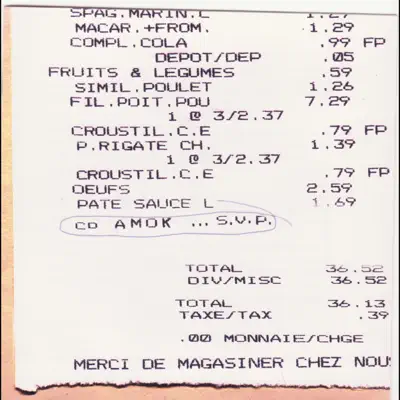 SPAG.MARIN.L 1.27
MACAR.+FROM. 1.29
COMPL.COLA .99 FP
DEPOT/DEP .05
FRUITS & LEGUMES .59
SIMIL.POULET 1.26
FIL.POIT.POU 7.29
1 @ 3/2.37
CROUSTIL.C.E .79 FP
P.RIGATE CH. 1.39
1 @ 3/2.37
CROUSTIL.C.E .79 FP
OEUFS 2.59
PATE SAUCE L 1.69
CD AMOK ... S.V.P.
TOTAL 36.52
DIV/MISC 36.52
TOTAL 36.13
TAXE/TAX .39
.00 MONNAIE/CHGE
MERCI DE MAGASINER CHEZ NOU